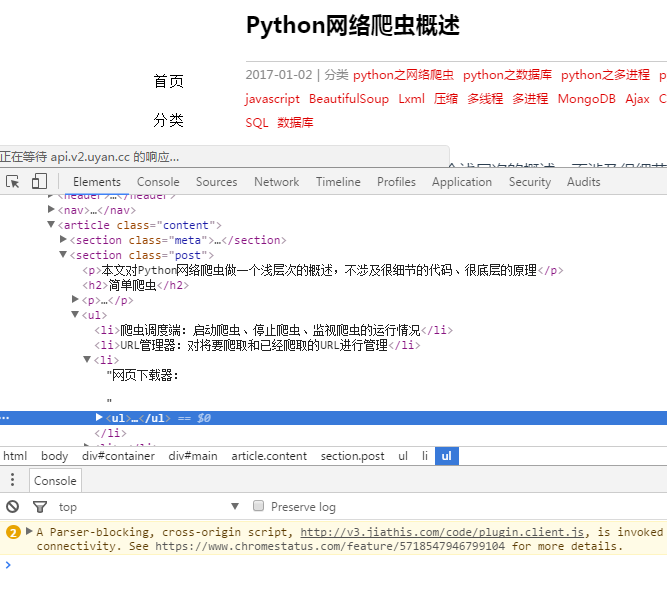 Python网络爬虫概述
2017-01-02 | 分类 python之网络爬虫 python之数据库 python之多进程
首页
javascript BeautifulSoup Lxml 压缩 多线程 多进程 MongoDB Ajax
分类
SQL 数据库
正在等待 api.v2.uyan.cc 的响应...
Elements Console Sources Network Timeline Profiles Application Security Audits
<header>…</header>
<nav>…</nav>
<article class="content">
<section class="meta">…</section>
<section class="post">
<p>本文对Python网络爬虫做一个浅层次的概述，不涉及很细节的代码、很底层的原理</p>
<h2>简单爬虫</h2>
<p>…</p>
<ul>
<li>爬虫调度端：启动爬虫、停止爬虫、监视爬虫的运行情况</li>
<li>URL管理器：对将要爬取和已经爬取的URL进行管理</li>
<li>
"网页下载器：
"
<ul>…</ul> == $0
</li>
html body div#container div#main article.content section.post ul li ul
Console
top Preserve log
2 A Parser-blocking, cross-origin script, http://v3.jiathis.com/code/plugin.client.js, is invoked
connectivity. See https://www.chromestatus.com/feature/5718547946799104 for more details.